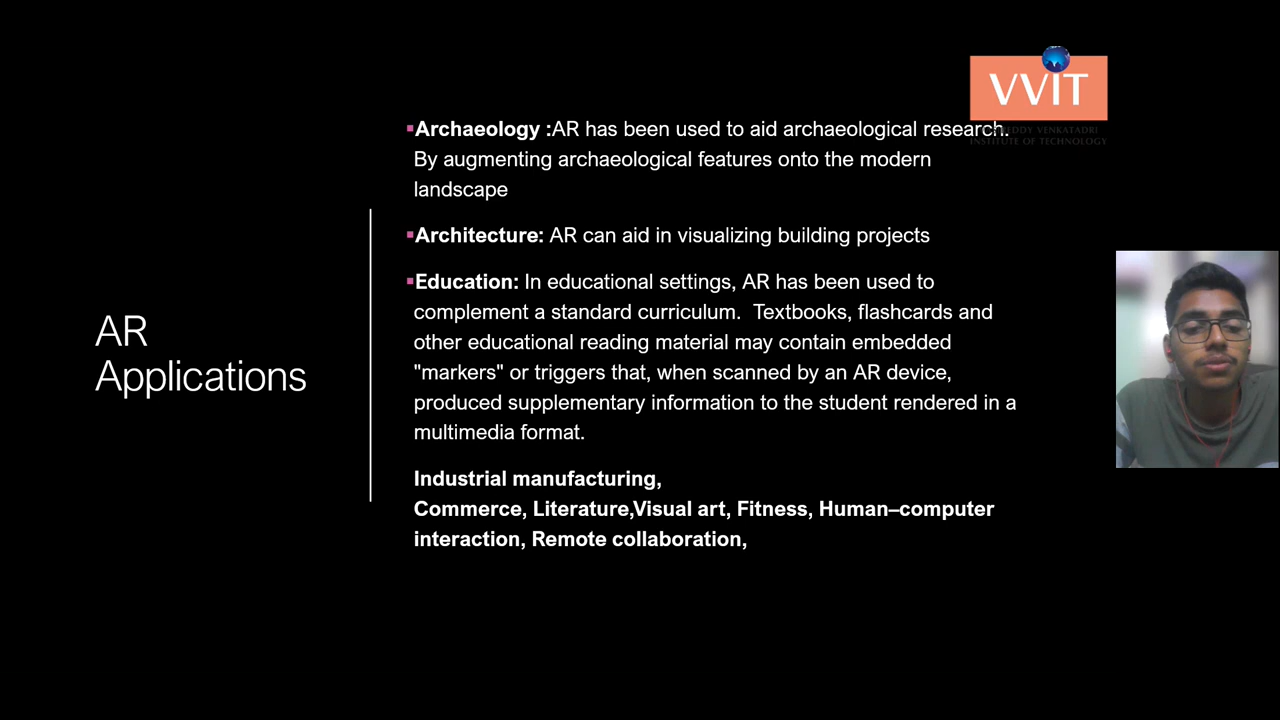 VVIT
VENKATADRI
INSTITUTE OF TECHNOLOGY
▪Archaeology :AR has been used to aid archaeological research.
By augmenting archaeological features onto the modern
landscape
▪Architecture: AR can aid in visualizing building projects
▪Education: In educational settings, AR has been used to
complement a standard curriculum.  Textbooks, flashcards and
other educational reading material may contain embedded
"markers" or triggers that, when scanned by an AR device,
produced supplementary information to the student rendered in a
multimedia format.
Industrial manufacturing,
Commerce, Literature,Visual art, Fitness, Human–computer
interaction, Remote collaboration,
AR
Applications